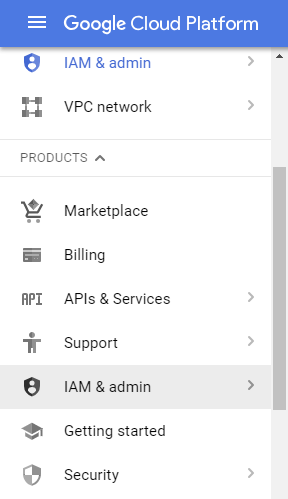 Google Cloud Platform
IAM & admin
VPC network
PRODUCTS
Marketplace
Billing
API APIs & Services
Support
IAM & admin
Getting started
Security